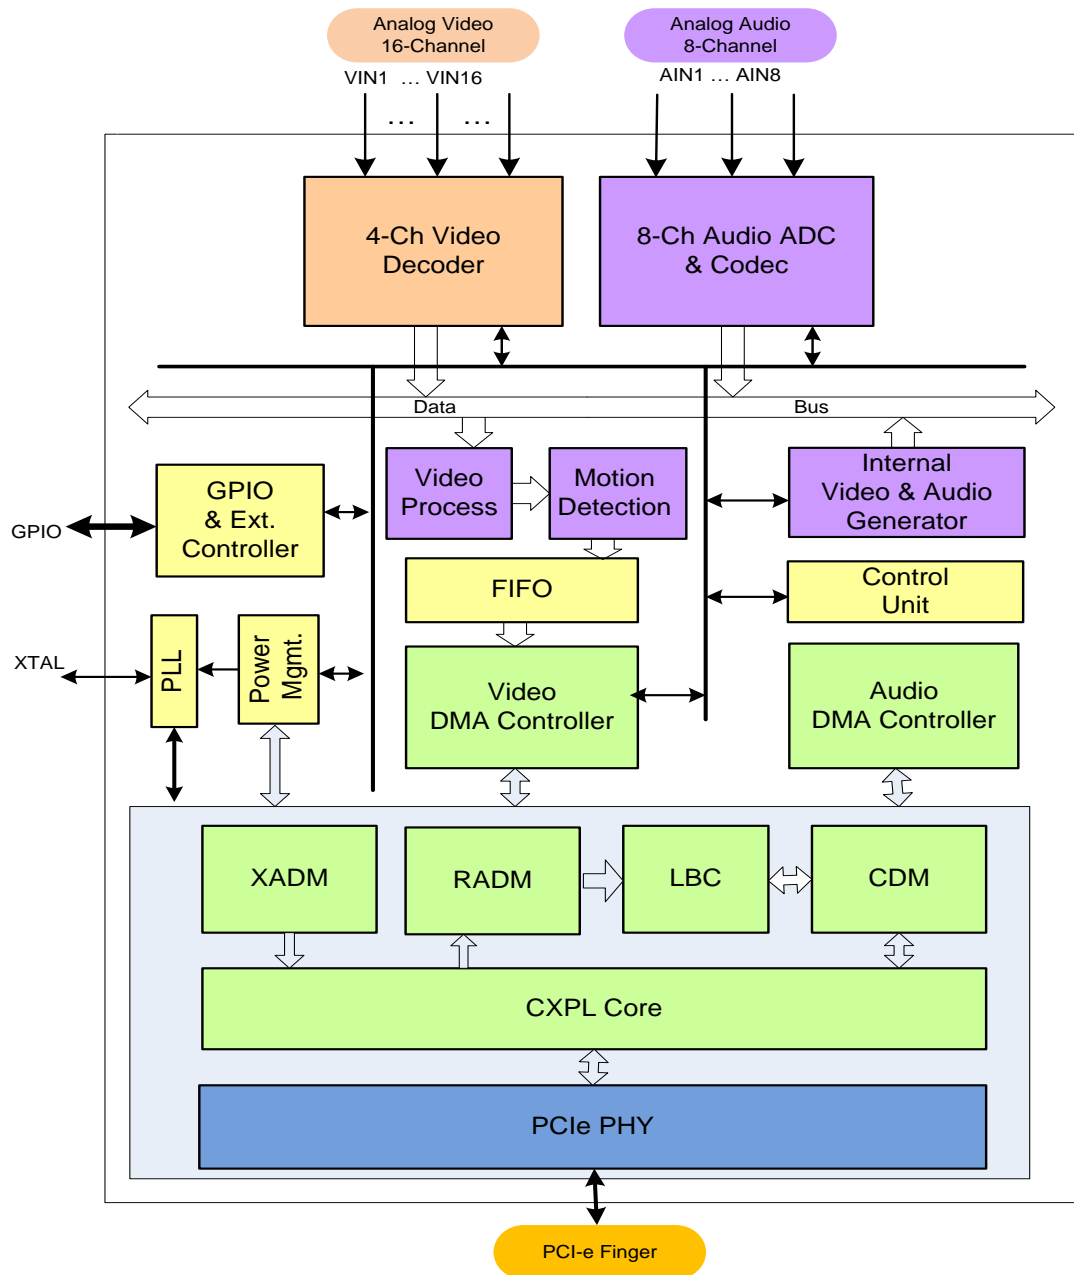 Analog Video
16-Channel
Analog Audio
8-Channel
VIN1 ... VIN16
AIN1 ... AIN8
... ...
4-Ch Video
Decoder
8-Ch Audio ADC
& Codec
Data
Bus
GPIO
GPIO
& Ext.
Controller
Video
Process
Motion
Detection
Internal
Video & Audio
Generator
FIFO
Control
Unit
XTAL
PLL
Power
Mgmt.
Video
DMA Controller
Audio
DMA Controller
XADM
RADM
LBC
CDM
CXPL Core
PCIe PHY
PCI-e Finger